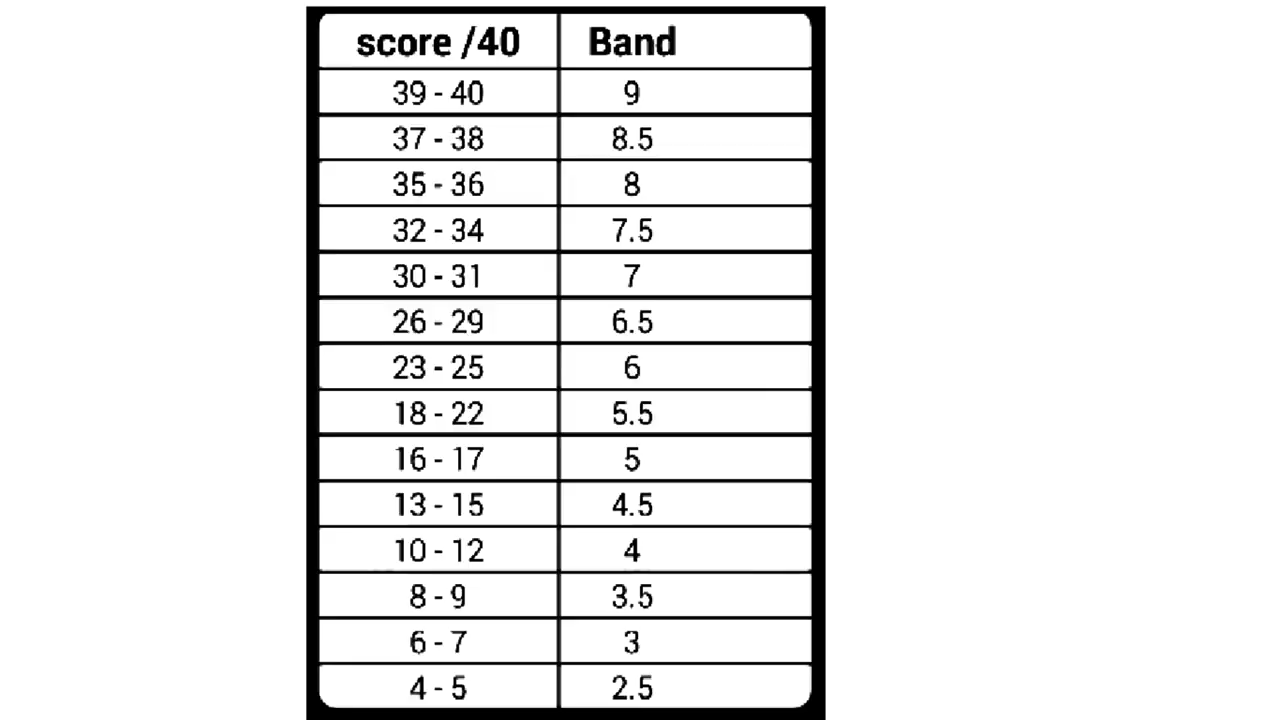 score /40 Band
39 - 40 9
37 - 38 8.5
35 - 36 8
32 - 34 7.5
30 - 31 7
26 - 29 6.5
23 - 25 6
18 - 22 5.5
16 - 17 5
13 - 15 4.5
10 - 12 4
8 - 9 3.5
6 - 7 3
4 - 5 2.5